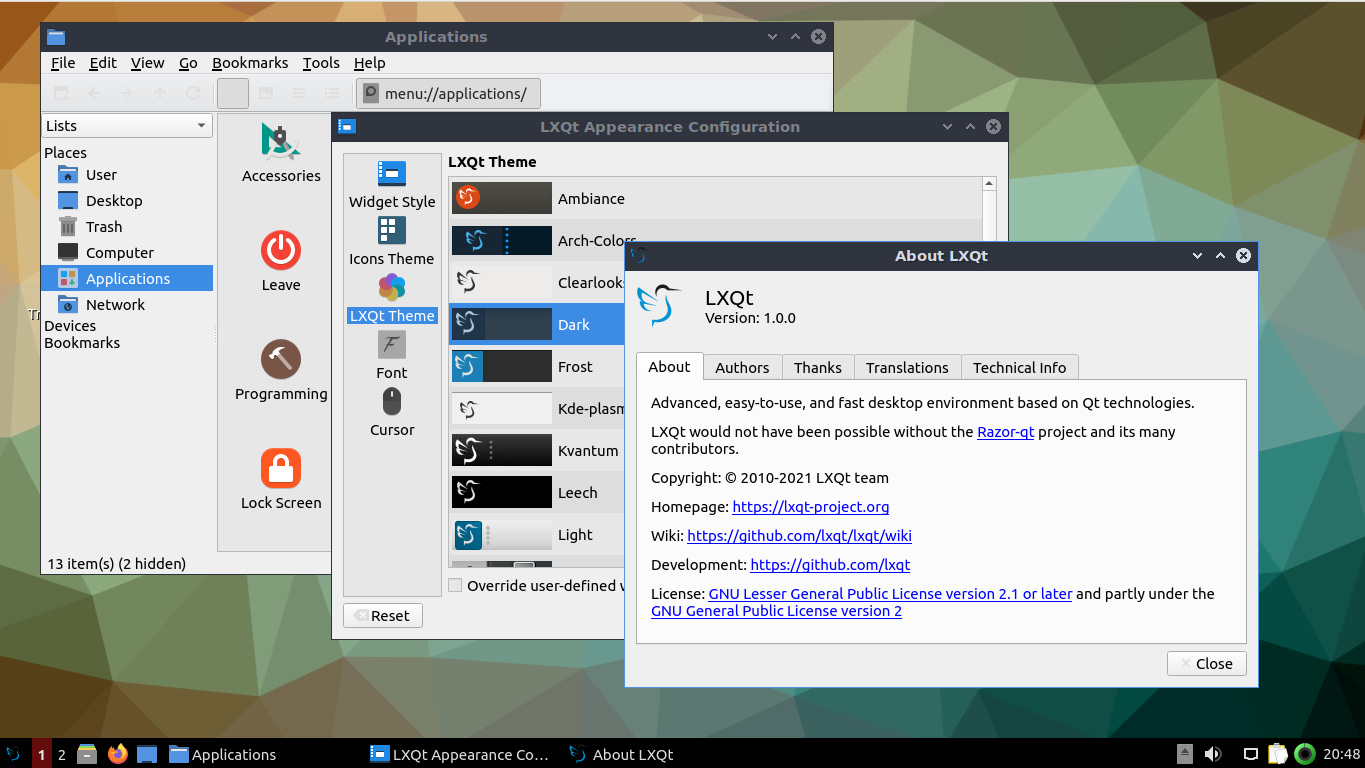 Applications
File Edit View Go Bookmarks Tools Help
menu://applications/
Lists
Places
User
Desktop
Trash
Computer
Applications
Network
Devices
Bookmarks
Accessories
Leave
Programming
Lock Screen
13 item(s) (2 hidden)
LXQt Appearance Configuration
Widget Style
Icons Theme
LXQt Theme
Font
Cursor
LXQt Theme
Ambiance
Arch-Colors
Clearlooks
Dark
Frost
Kde-plasm
Kvantum
Leech
Light
Override user-defined
Reset
About LXQt
LXQt
Version: 1.0.0
About Authors Thanks Translations Technical Info
Advanced, easy-to-use, and fast desktop environment based on Qt technologies.
LXQt would not have been possible without the Razor-qt project and its many
contributors.
Copyright: © 2010-2021 LXQt team
Homepage: https://lxqt-project.org
Wiki: https://github.com/lxqt/lxqt/wiki
Development: https://github.com/lxqt
License: GNU Lesser General Public License version 2.1 or later and partly under the
GNU General Public License version 2
Close
1 2 Applications LXQt Appearance Co... About LXQt 20:48